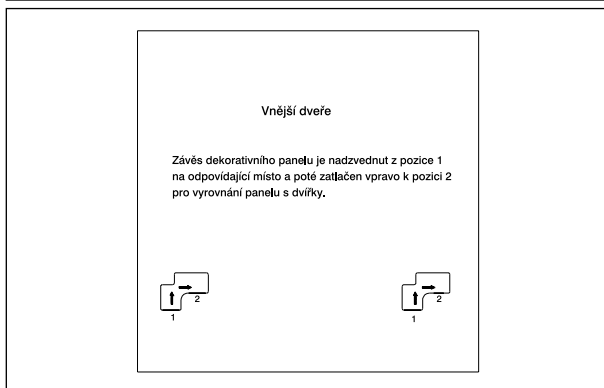 Vnější dveře
Závěs dekorativního panelu je nadzvednut z pozice 1
na odpovídající místo a poté zatlačen vpravo k pozici 2
pro vyrovnání panelu s dvířky.
2
1
2
1